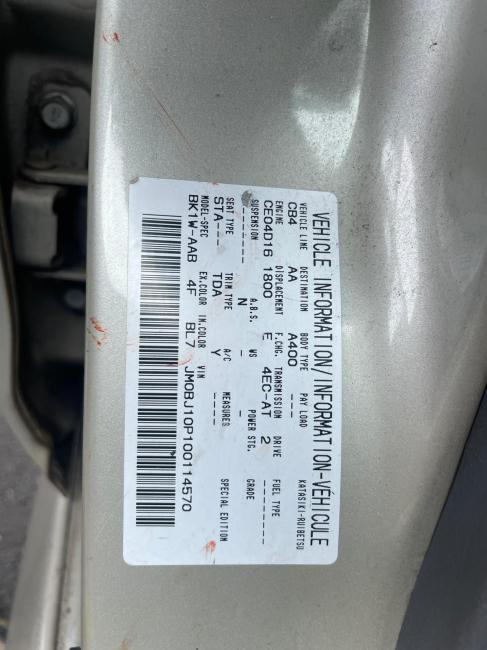 VEHICLE INFORMATION/INFORMATION-VÉHICULE
VEHICLE LINE DESTINATION BODY TYPE PAY LOAD KATASIKI-RUIBETSU
CB4 AA A400 ---
ENGINE DISPLACEMENT F.CHG. TRANSMISSION DRIVE FUEL TYPE
CE04D16 1800 E 4EC-AT 2 -------
SUSPENSION A.B.S. WS POWER STG. GRADE
------- N - -
SEAT TYPE TRIM TYPE A/C MEASURES SPECIAL EDITION
STA--- TDA Y ----
MODEL-SPEC EX.COLOR IN.COLOR VIN
BK1W-AAB 4F BL7 JM0BJ10P100114570